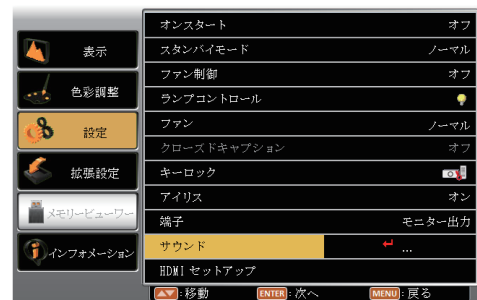 表示
色彩調整
設定
拡張設定
メモリービューワー
インフォメーション
オンスタート オフ
スタンバイモード ノーマル
ファン制御 オフ
ランプコントロール
ファン ノーマル
クローズドキャプション オフ
キーロック
アイリス オン
端子 モニター出力
サウンド ...
HDMI セットアップ
:移動 ENTER :次へ MENU :戻る